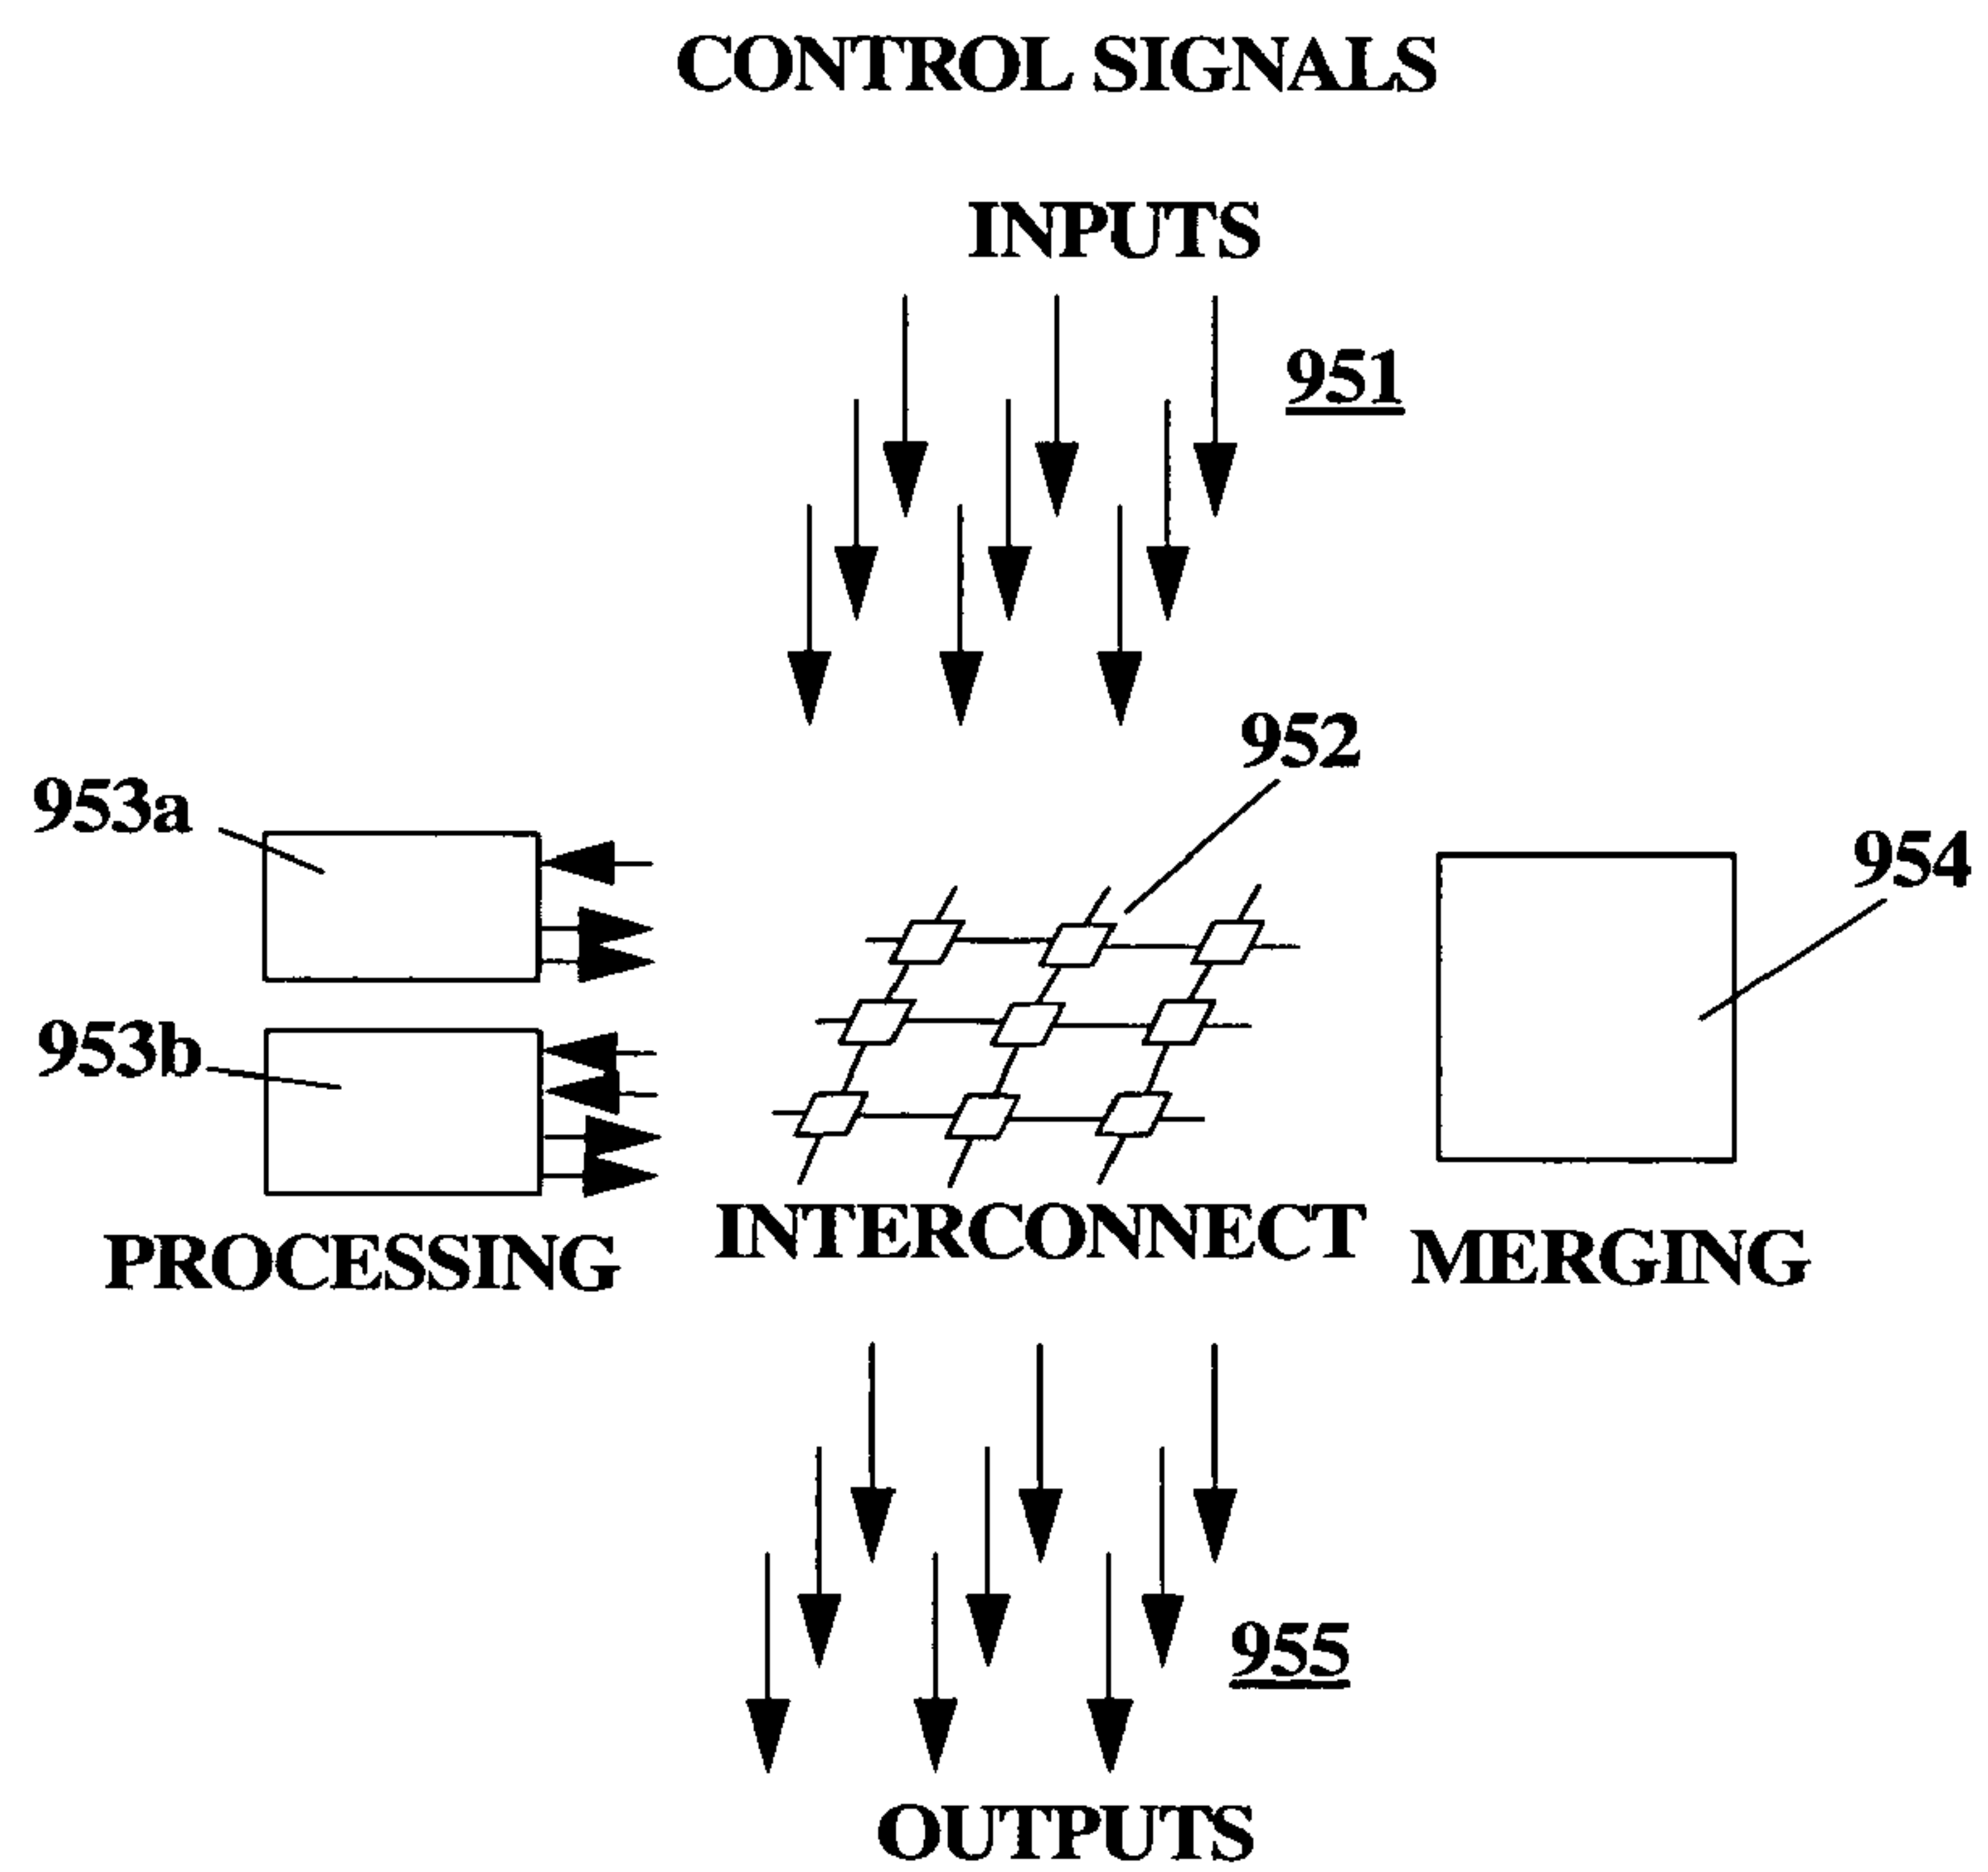 CONTROL SIGNALS
INPUTS
951
952
953a
954
953b
INTERCONNECT
PROCESSING
MERGING
955
OUTPUTS